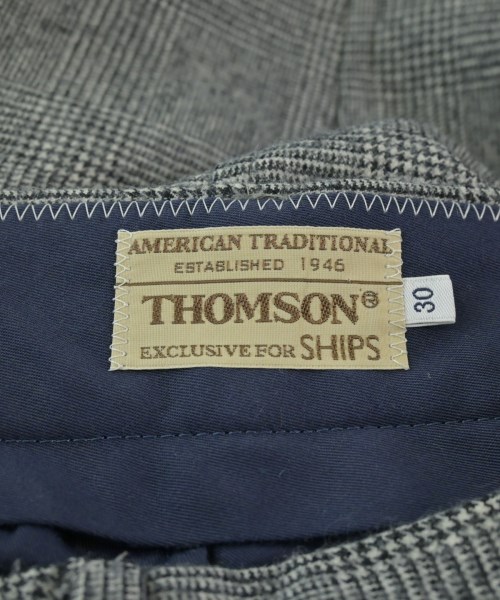 AMERICAN TRADITIONAL
ESTABLISHED 1946
THOMSON®
EXCLUSIVE FOR SHIPS
30